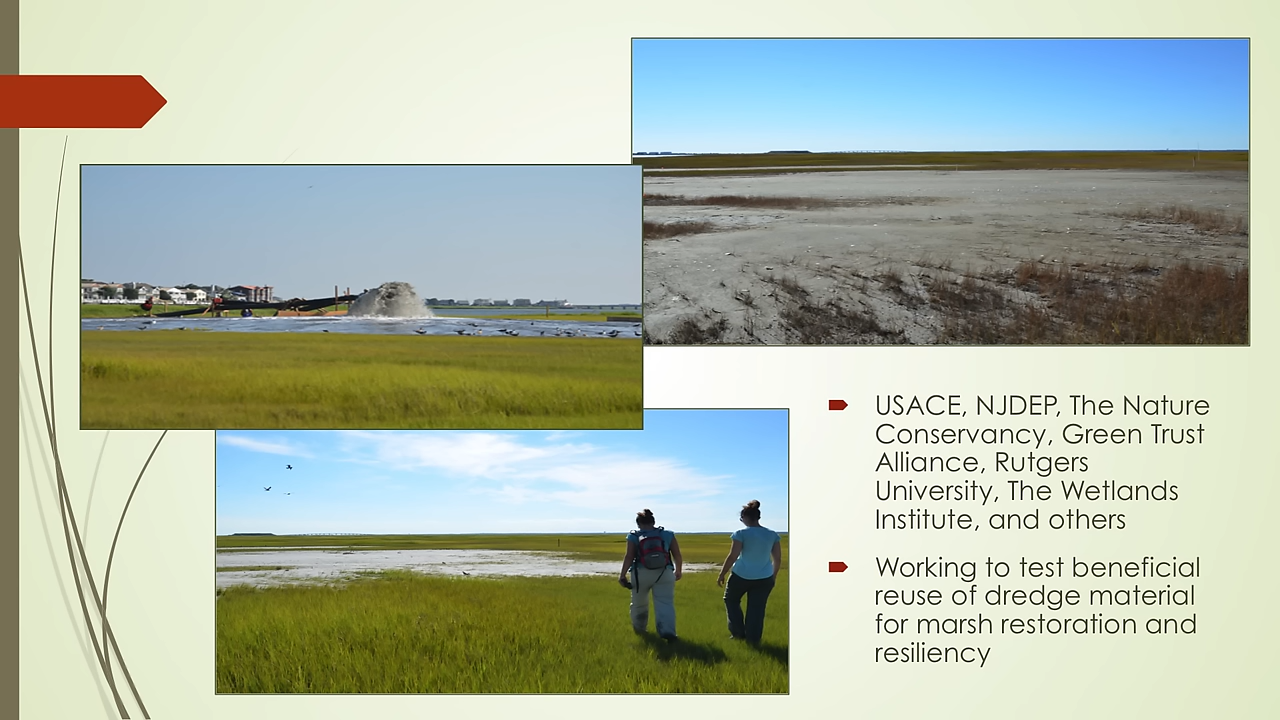 USACE, NJDEP, The Nature
Conservancy, Green Trust
Alliance, Rutgers
University, The Wetlands
Institute, and others
Working to test beneficial
reuse of dredge material
for marsh restoration and
resiliency